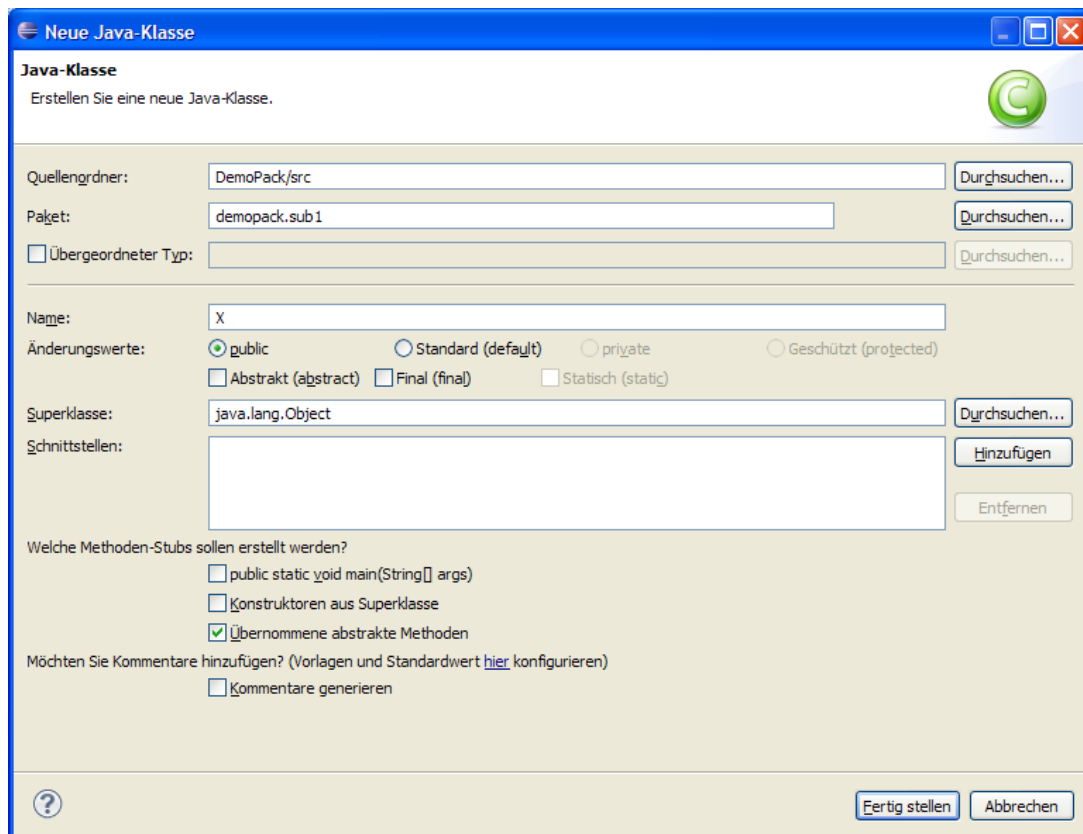 Neue Java-Klasse
Java-Klasse
Erstellen Sie eine neue Java-Klasse.
C
Quellenordner: DemoPack/src Durchsuchen...
Paket: demopack.sub1 Durchsuchen...
Übergeordneter Typ: Durchsuchen...
Name: X
Änderungswerte: public Standard (default) private Geschützt (protected)
Abstrakt (abstract) Final (final) Statisch (static)
Superklasse: java.lang.Object Durchsuchen...
Schnittstellen: Hinzufügen
Entfernen
Welche Methoden-Stubs sollen erstellt werden?
public static void main(String[] args)
Konstruktoren aus Superklasse
Übernommene abstrakte Methoden
Möchten Sie Kommentare hinzufügen? (Vorlagen und Standardwert hier konfigurieren)
Kommentare generieren
? Fertig stellen Abbrechen